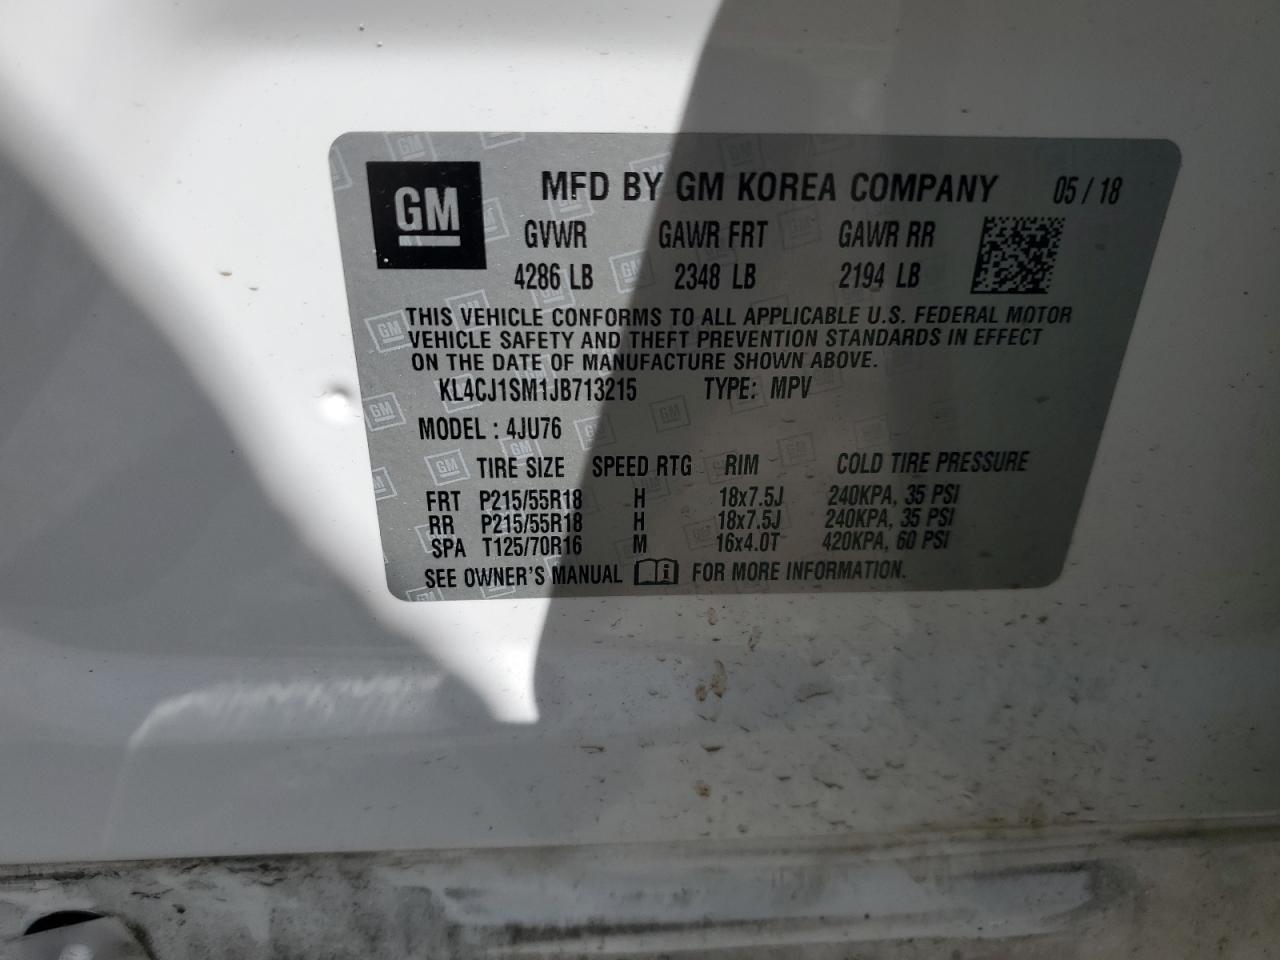 GM
MFD BY GM KOREA COMPANY 05 / 18
GVWR GAWR FRT GAWR RR
4286 LB 2348 LB 2194 LB
THIS VEHICLE CONFORMS TO ALL APPLICABLE U.S. FEDERAL MOTOR
VEHICLE SAFETY AND THEFT PREVENTION STANDARDS IN EFFECT
ON THE DATE OF MANUFACTURE SHOWN ABOVE.
KL4CJ1SM1JB713215 TYPE: MPV
MODEL : 4JU76
TIRE SIZE SPEED RTG RIM COLD TIRE PRESSURE
FRT P215/55R18 H 18x7.5J 240KPA, 35 PSI
RR P215/55R18 H 18x7.5J 240KPA, 35 PSI
SPA T125/70R16 M 16x4.0T 420KPA, 60 PSI
SEE OWNER'S MANUAL i FOR MORE INFORMATION.